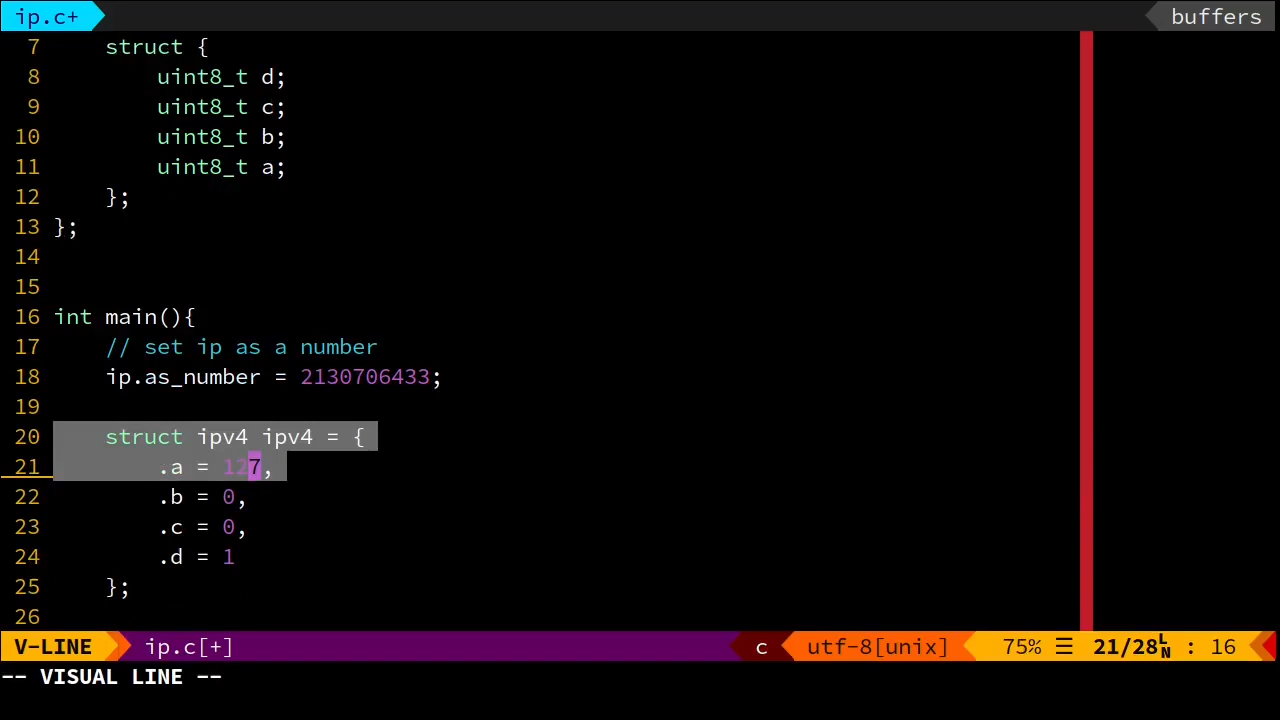 ip.c+ buffers
7     struct {
8         uint8_t d;
9         uint8_t c;
10         uint8_t b;
11         uint8_t a;
12     };
13 };
14
15
16 int main(){
17     // set ip as a number
18     ip.as_number = 2130706433;
19
20     struct ipv4 ipv4 = {
21         .a = 127,
22         .b = 0,
23         .c = 0,
24         .d = 1
25     };
26
V-LINE ip.c[+] c utf-8[unix] 75% ☰ 21/28㏑ : 16
-- VISUAL LINE --